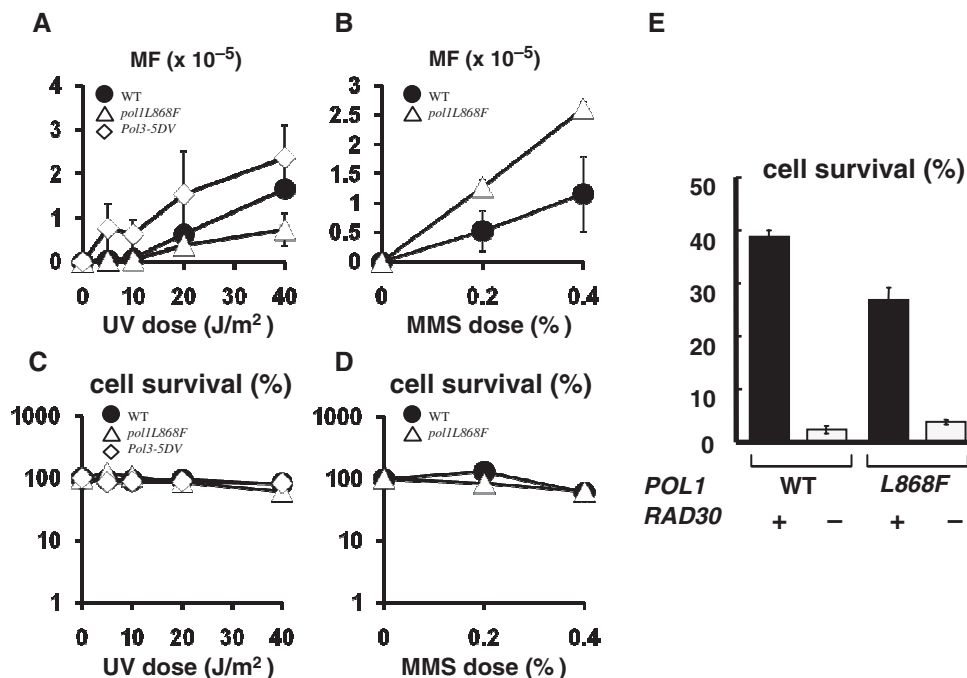 A
MF (x 10⁻⁵)
4
3
2
1
0
WT
pol1L868F
Pol3-5DV
0 10 20 30 40
UV dose (J/m²)
B
MF (x 10⁻⁵)
3
2.5
2
1.5
1
0.5
0
WT
pol1L868F
0 0.2 0.4
MMS dose (%)
C
cell survival (%)
1000
100
10
1
WT
pol1L868F
Pol3-5DV
0 10 20 30 40
UV dose (J/m²)
D
cell survival (%)
1000
100
10
1
WT
pol1L868F
0 0.2 0.4
MMS dose (%)
E
cell survival (%)
50
40
30
20
10
0
POL1 WT L868F
RAD30 + − + −